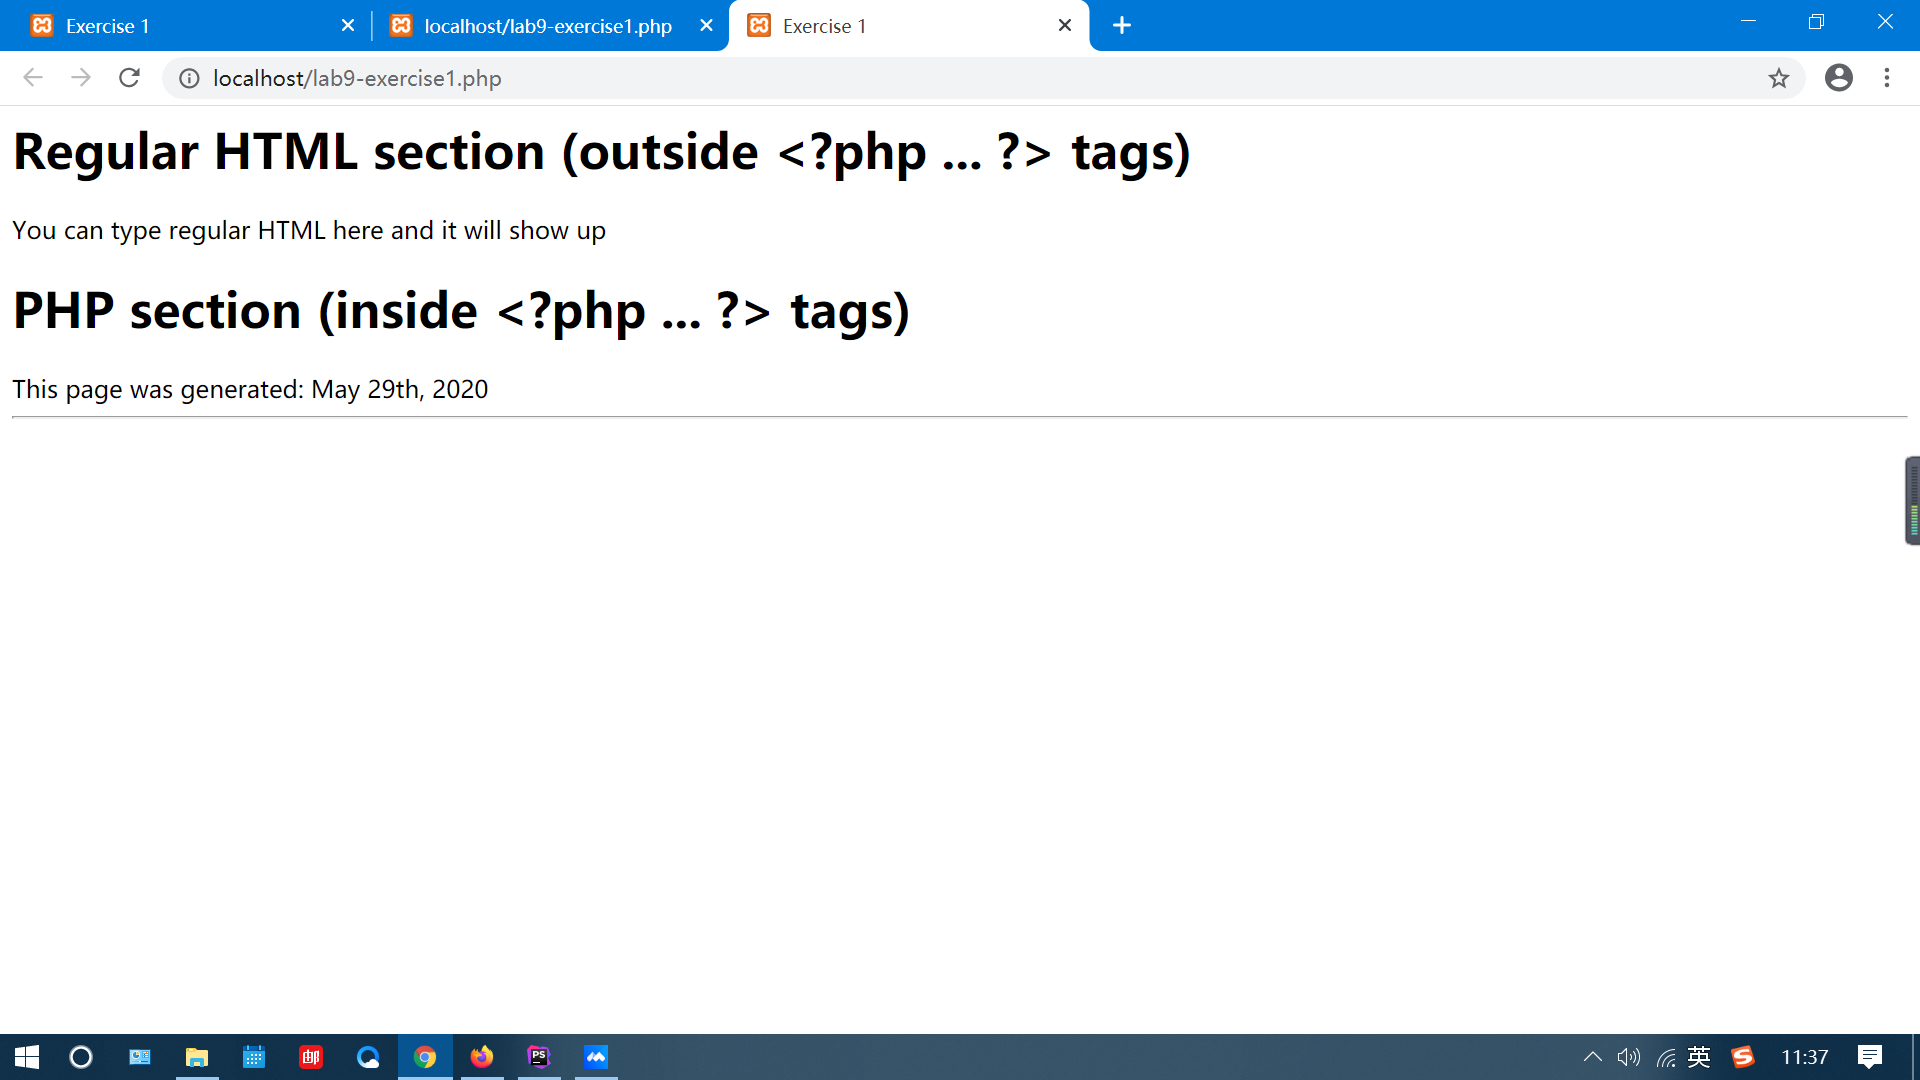 Exercise 1
localhost/lab9-exercise1.php
Exercise 1
localhost/lab9-exercise1.php
Regular HTML section (outside <?php ... ?> tags)
You can type regular HTML here and it will show up
PHP section (inside <?php ... ?> tags)
This page was generated: May 29th, 2020
邮
PS
英
S
11:37